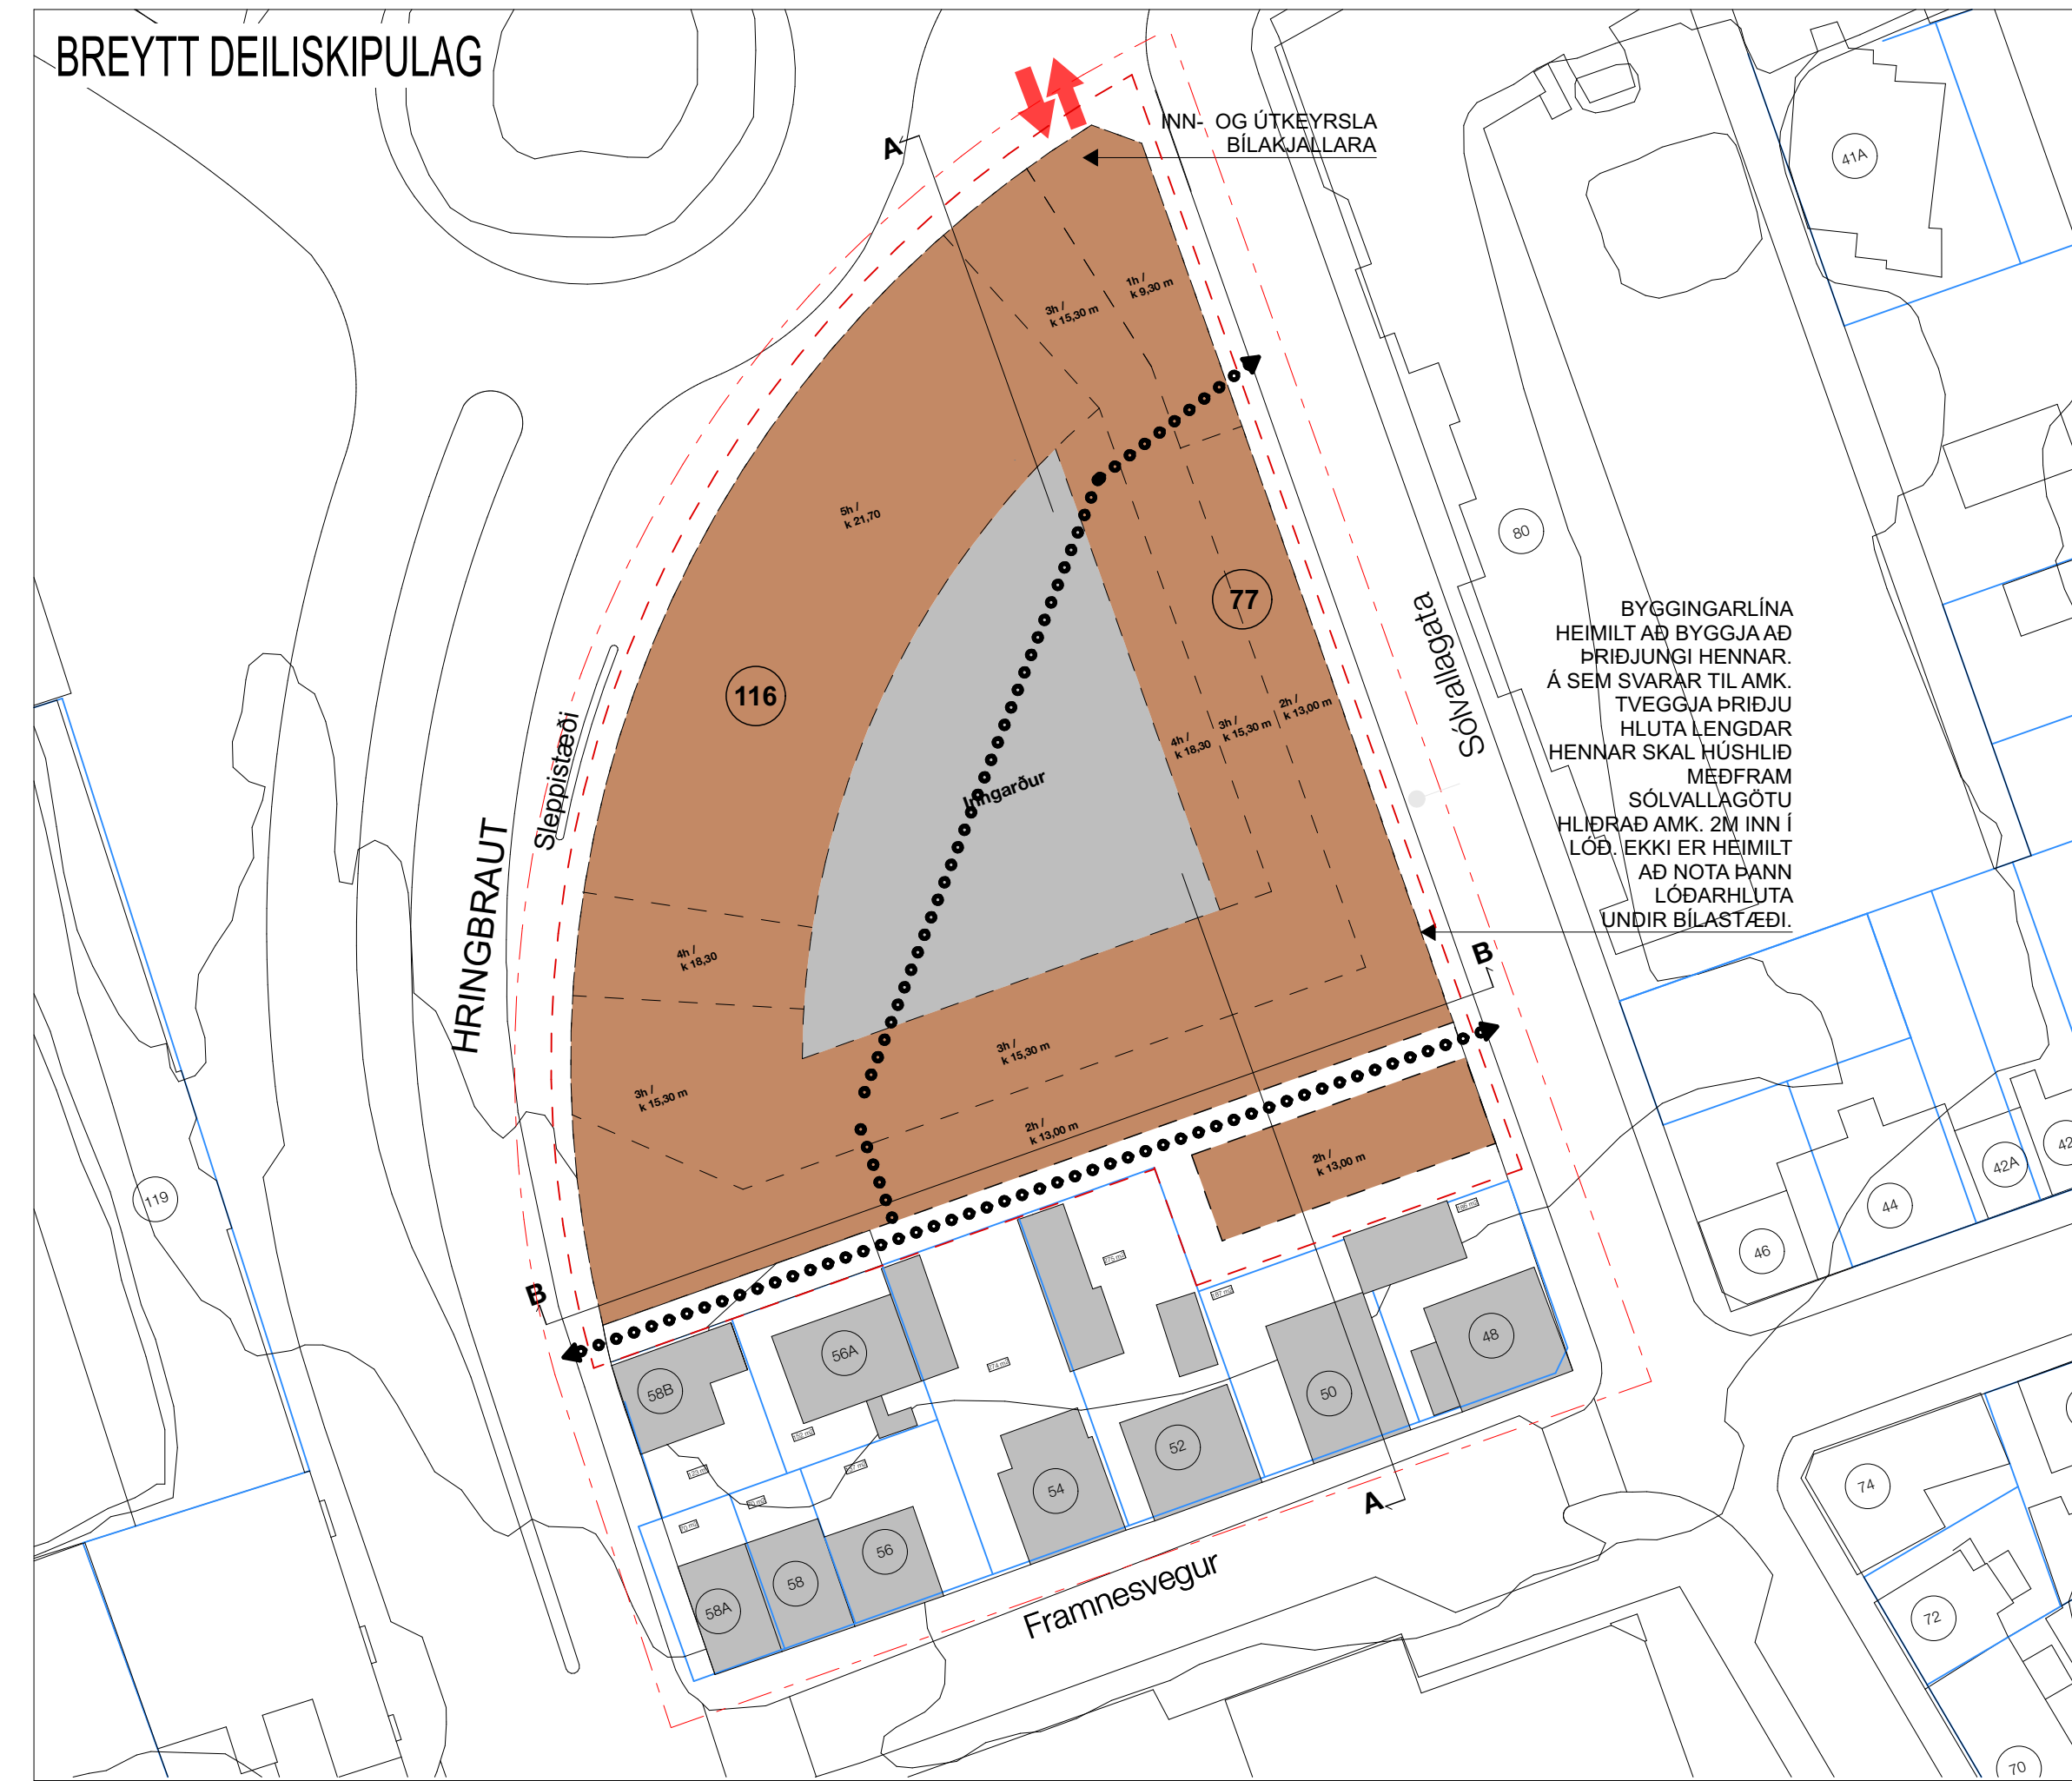 BREYTT DEILISKIPULAG
INN- OG ÚTKEYRSLA
BÍLAKJALLARA
A
41A
1h /
k 9,30 m
3h /
k 15,30 m
5h /
k 21,70
80
77
116
Sólvallagata
BYGGINGARLÍNA
HEIMILT AÐ BYGGJA AÐ
ÞRIÐJUNGI HENNAR.
Á SEM SVARAR TIL AMK.
TVEGGJA ÞRIÐJU
HLUTA LENGDAR
HENNAR SKAL HÚSHLIÐ
MEÐFRAM
SÓLVALLAGÖTU
HLIÐRAÐ AMK. 2M INN Í
LÓÐ. EKKI ER HEIMILT
AÐ NOTA ÞANN
LÓÐARHLUTA
UNDIR BÍLASTÆÐI.
2h /
k 13,00 m
3h /
k 15,30 m
4h /
k 18,30
Inngarður
Sleppistæði
HRINGBRAUT
4h /
k 18,30
B
3h /
k 15,30 m
3h /
k 15,30 m
2h /
k 13,00 m
2h /
k 13,00 m
119
42A
42
44
46
B
58B
56A
50
48
52
54
56
58
58A
A
Framnesvegur
74
72
70